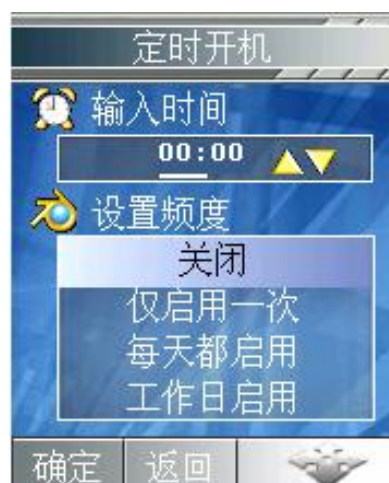 定时开机
输入时间
00:00
设置频度
关闭
仅启用一次
每天都启用
工作日启用
确定 返回